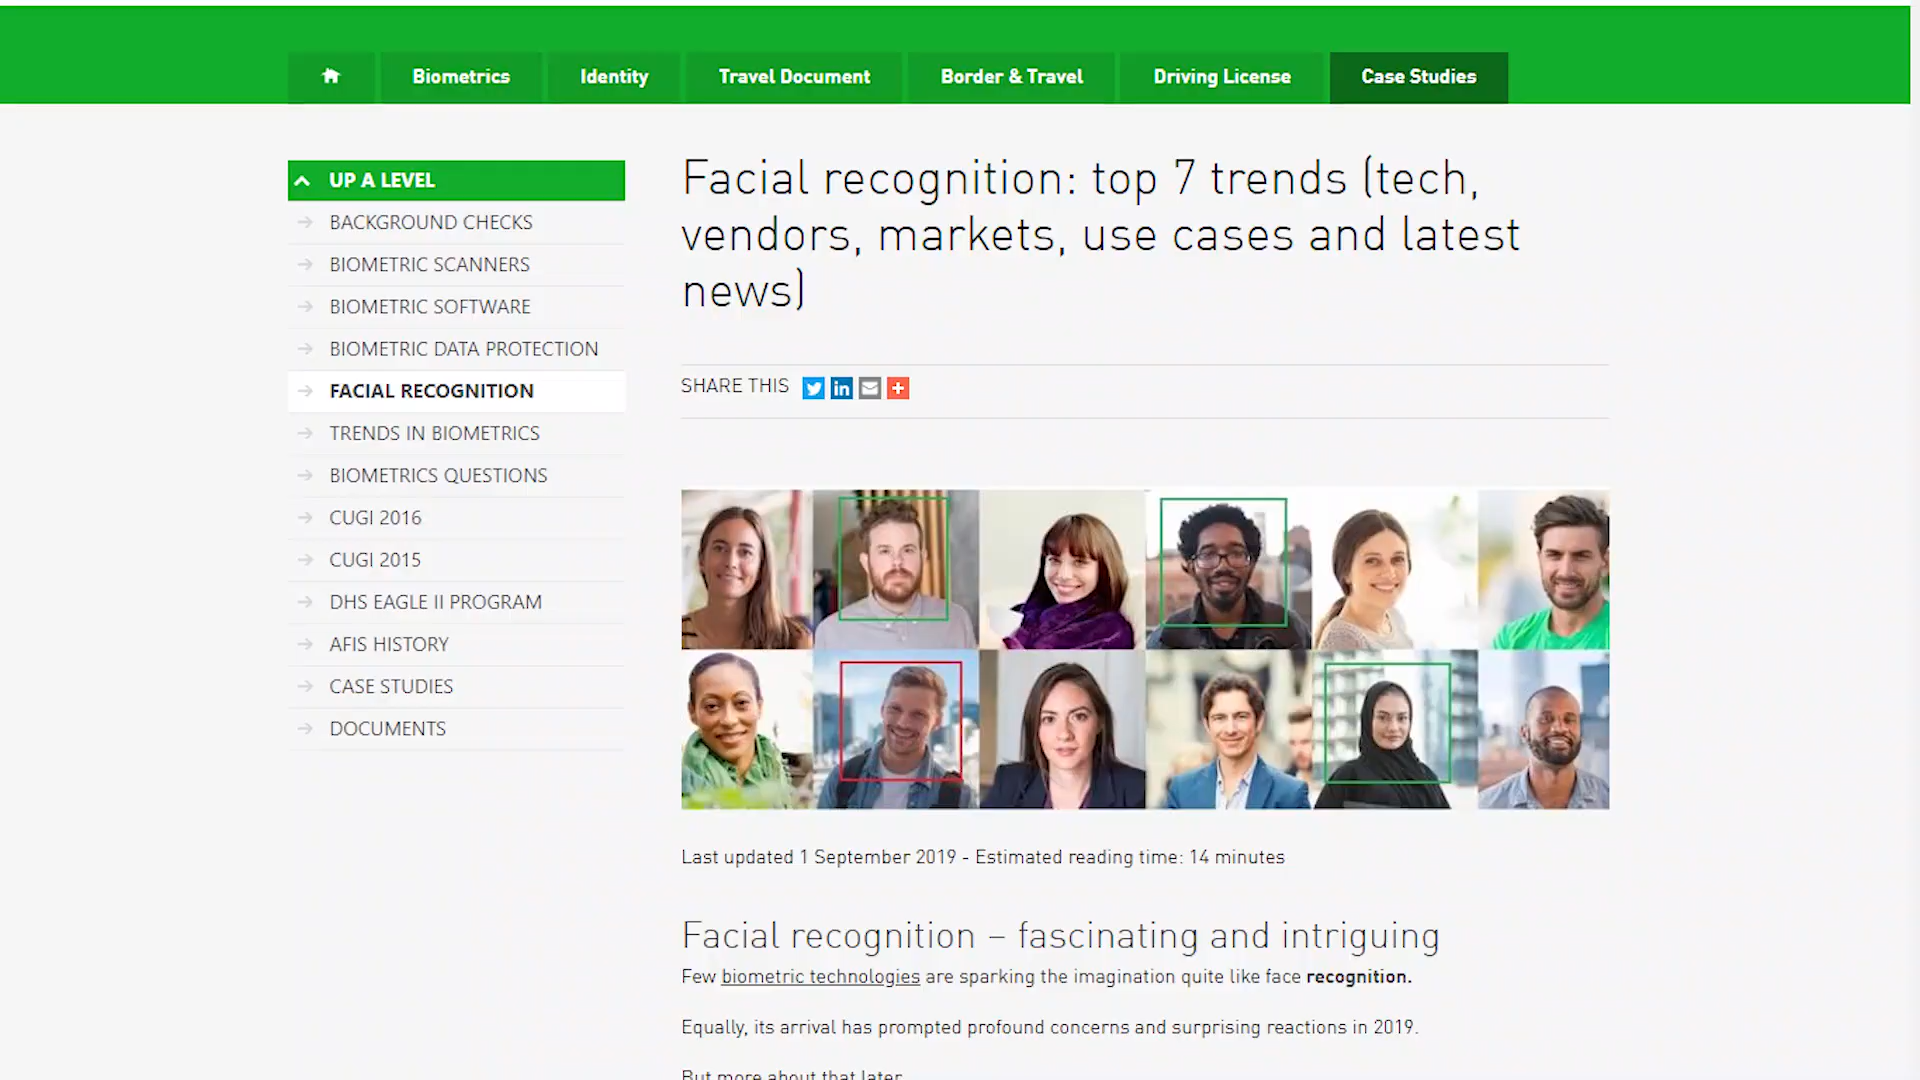 Biometrics
Identity
Travel Document
Border & Travel
Driving License
Case Studies
UP A LEVEL
BACKGROUND CHECKS
BIOMETRIC SCANNERS
BIOMETRIC SOFTWARE
BIOMETRIC DATA PROTECTION
FACIAL RECOGNITION
TRENDS IN BIOMETRICS
BIOMETRICS QUESTIONS
CUGI 2016
CUGI 2015
DHS EAGLE II PROGRAM
AFIS HISTORY
CASE STUDIES
DOCUMENTS
Facial recognition: top 7 trends (tech,
vendors, markets, use cases and latest
news)
SHARE THIS
in
Last updated 1 September 2019 - Estimated reading time: 14 minutes
Facial recognition – fascinating and intriguing
Few biometric technologies are sparking the imagination quite like face recognition.
Equally, its arrival has prompted profound concerns and surprising reactions in 2019.
But more about that later.